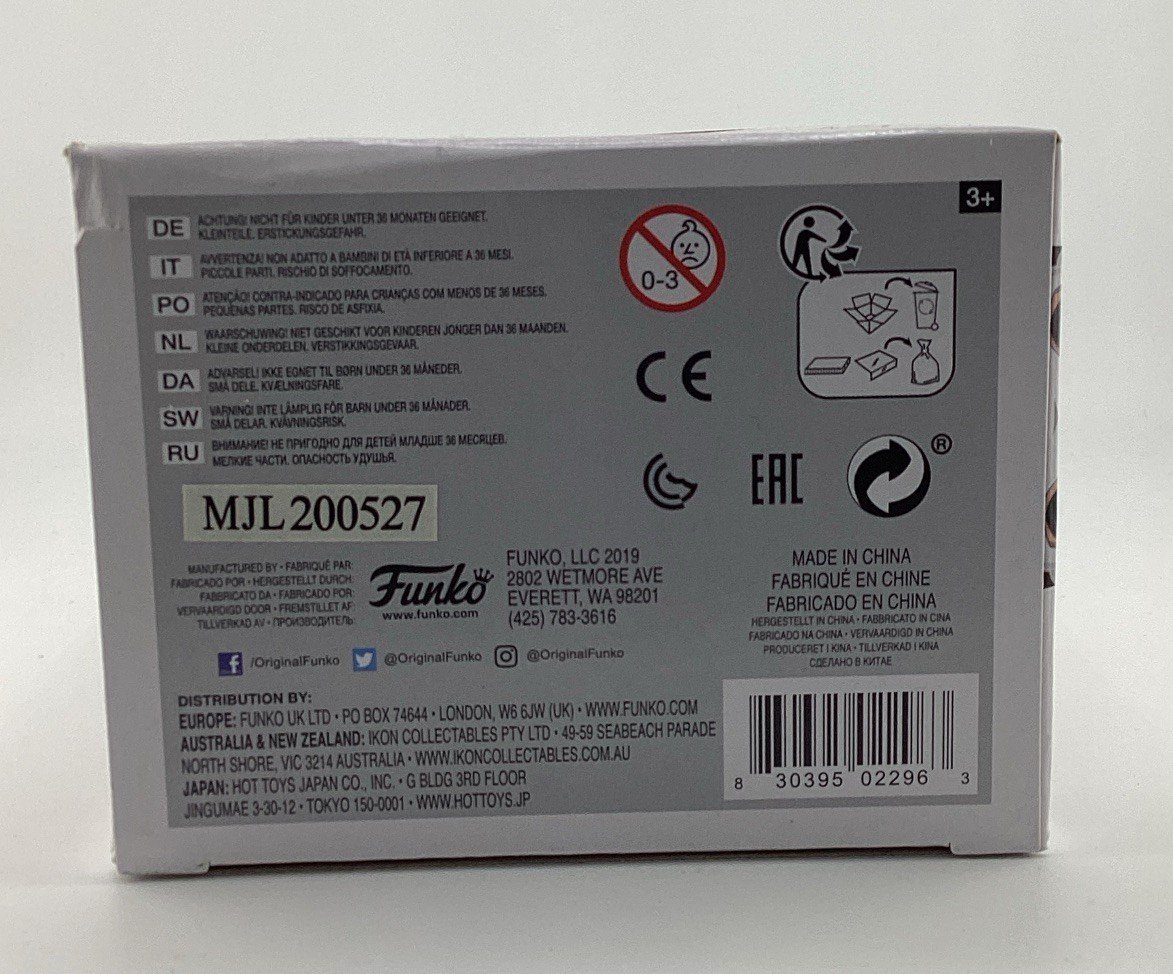 3+
DE ACHTUNG! NICHT FÜR KINDER UNTER 36 MONATEN GEEIGNET.
KLEINTEILE. ERSTICKUNGSGEFAHR.
IT AVVERTENZA! NON ADATTO A BAMBINI DI ETÀ INFERIORE A 36 MESI.
PICCOLE PARTI. RISCHIO DI SOFFOCAMENTO.
PO ATENÇÃO! CONTRA-INDICADO PARA CRIANÇAS COM MENOS DE 36 MESES.
PEQUENAS PARTES. RISCO DE ASFIXIA.
NL WAARSCHUWING! NIET GESCHIKT VOOR KINDEREN JONGER DAN 36 MAANDEN.
KLEINE ONDERDELEN. VERSTIKKINGSGEVAAR.
DA ADVARSEL! IKKE EGNET TIL BØRN UNDER 36 MÅNEDER.
SMÅ DELE. KVÆLNINGSFARE.
SW VARNING! INTE LÄMPLIG FÖR BARN UNDER 36 MÅNADER.
SMÅ DELAR. KVÄVNINGSRISK.
RU ВНИМАНИЕ! НЕ ПРИГОДНО ДЛЯ ДЕТЕЙ МЛАДШЕ 36 МЕСЯЦЕВ.
МЕЛКИЕ ЧАСТИ. ОПАСНОСТЬ УДУШЬЯ.
0-3
CE
EAC
®
MJL200527
MANUFACTURED BY • FABRIQUÉ PAR:
FABRICADO POR • HERGESTELLT DURCH:
FABBRICATO DA • FABRICADO POR:
VERVAARDIGD DOOR • FREMSTILLET AF:
TILLVERKAD AV • ПРОИЗВОДИТЕЛЬ:
Funko
www.funko.com
FUNKO, LLC 2019
2802 WETMORE AVE
EVERETT, WA 98201
(425) 783-3616
MADE IN CHINA
FABRIQUÉ EN CHINE
FABRICADO EN CHINA
HERGESTELLT IN CHINA • FABBRICATO IN CINA
FABRICADO NA CHINA • VERVAARDIGD IN CHINA
PRODUCERET I KINA • TILLVERKAD I KINA
СДЕЛАНО В КИТАЕ
f /OriginalFunko @OriginalFunko @OriginalFunko
DISTRIBUTION BY:
EUROPE: FUNKO UK LTD • PO BOX 74644 • LONDON, W6 6JW (UK) • WWW.FUNKO.COM
AUSTRALIA & NEW ZEALAND: IKON COLLECTABLES PTY LTD • 49-59 SEABEACH PARADE
NORTH SHORE, VIC 3214 AUSTRALIA • WWW.IKONCOLLECTABLES.COM.AU
JAPAN: HOT TOYS JAPAN CO., INC. • G BLDG 3RD FLOOR
JINGUMAE 3-30-12 • TOKYO 150-0001 • WWW.HOTTOYS.JP
8 30395 02296 3